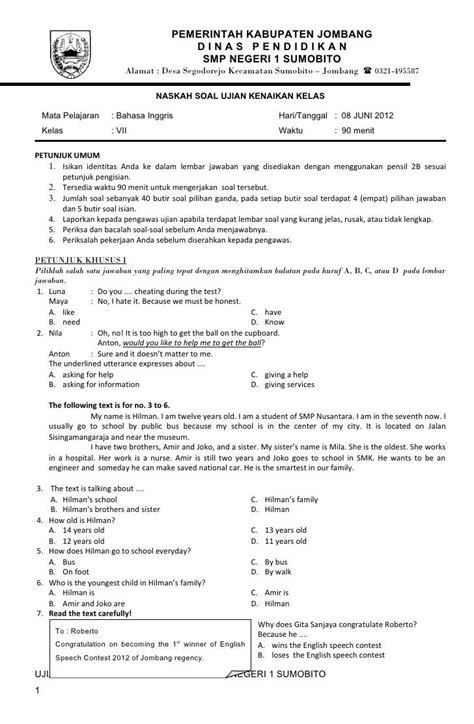 PEMERINTAH KABUPATEN JOMBANG
D I N A S P E N D I D I K A N
SMP NEGERI 1 SUMOBITO
Alamat : Desa Segodorejo Kecamatan Sumobito – Jombang ☎ 0321-495587
NASKAH SOAL UJIAN KENAIKAN KELAS
Mata Pelajaran : Bahasa Inggris Hari/Tanggal : 08 JUNI 2012
Kelas : VII Waktu : 90 menit
PETUNJUK UMUM
1. Isikan identitas Anda ke dalam lembar jawaban yang disediakan dengan menggunakan pensil 2B sesuai
petunjuk pengisian.
2. Tersedia waktu 90 menit untuk mengerjakan soal tersebut.
3. Jumlah soal sebanyak 40 butir soal pilihan ganda, pada setiap butir soal terdapat 4 (empat) pilihan jawaban
dan 5 butir soal isian.
4. Laporkan kepada pengawas ujian apabila terdapat lembar soal yang kurang jelas, rusak, atau tidak lengkap.
5. Periksa dan bacalah soal-soal sebelum Anda menjawabnya.
6. Periksalah pekerjaan Anda sebelum diserahkan kepada pengawas.
PETUNJUK KHUSUS I
Pilihlah salah satu jawaban yang paling tepat dengan menghitamkan bulatan pada huruf A, B, C, atau D pada lembar
jawaban.
1. Luna : Do you .... cheating during the test?
Maya : No, I hate it. Because we must be honest.
A. like C. have
B. need D. Know
2. Nila : Oh, no! It is too high to get the ball on the cupboard.
Anton, would you like to help me to get the ball?
Anton : Sure and it doesn’t matter to me.
The underlined utterance expresses about ....
A. asking for help C. giving a help
B. asking for information D. giving services
The following text is for no. 3 to 6.
My name is Hilman. I am twelve years old. I am a student of SMP Nusantara. I am in the seventh now. I
usually go to school by public bus because my school is in the center of my city. It is located on Jalan
Sisingamangaraja and near the museum.
I have two brothers, Amir and Joko, and a sister. My sister’s name is Mila. She is the oldest. She works
in a hospital. Her work is a nurse. Amir is still two years and Joko goes to school in SMK. He wants to be an
engineer and someday he can make saved national car. He is the smartest in our family.
3. The text is talking about ....
A. Hilman’s school C. Hilman’s family
B. Hilman’s brothers and sister D. Hilman
4. How old is Hilman?
A. 14 years old C. 13 years old
B. 12 years old D. 11 years old
5. How does Hilman go to school everyday?
A. Bus C. By bus
B. On foot D. By walk
6. Who is the youngest child in Hilman’s family?
A. Hilman is C. Amir is
B. Amir and Joko are D. Hilman
7. Read the text carefully!
To : Roberto
Congratulation on becoming the 1st winner of English
Speech Contest 2012 of Jombang regency.
Why does Gita Sanjaya congratulate Roberto?
Because he ....
A. wins the English speech contest
B. loses the English speech contest
UJI NEGERI 1 SUMOBITO
1